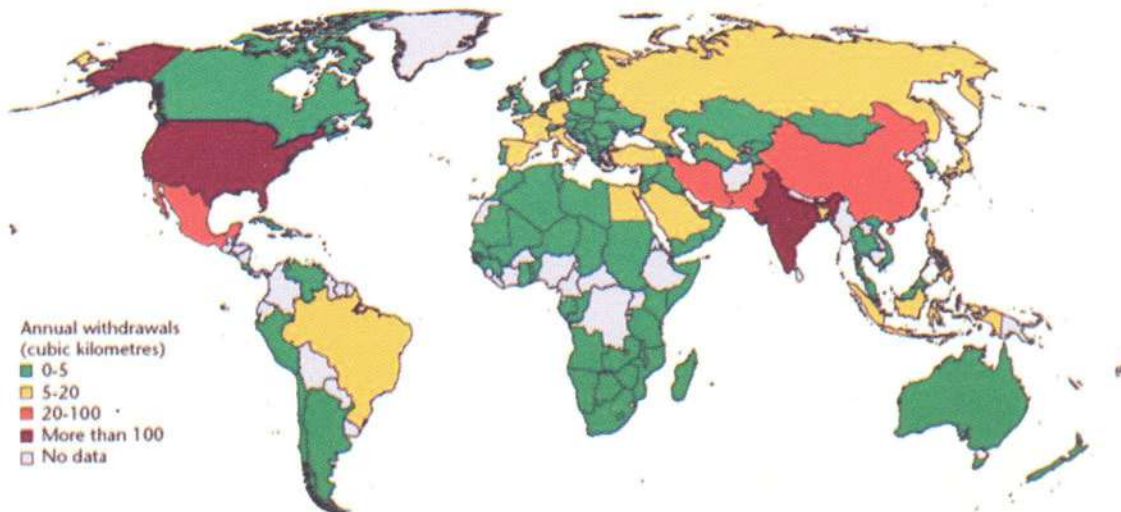 Annual withdrawals
(cubic kilometres)
0-5
5-20
20-100
More than 100
No data